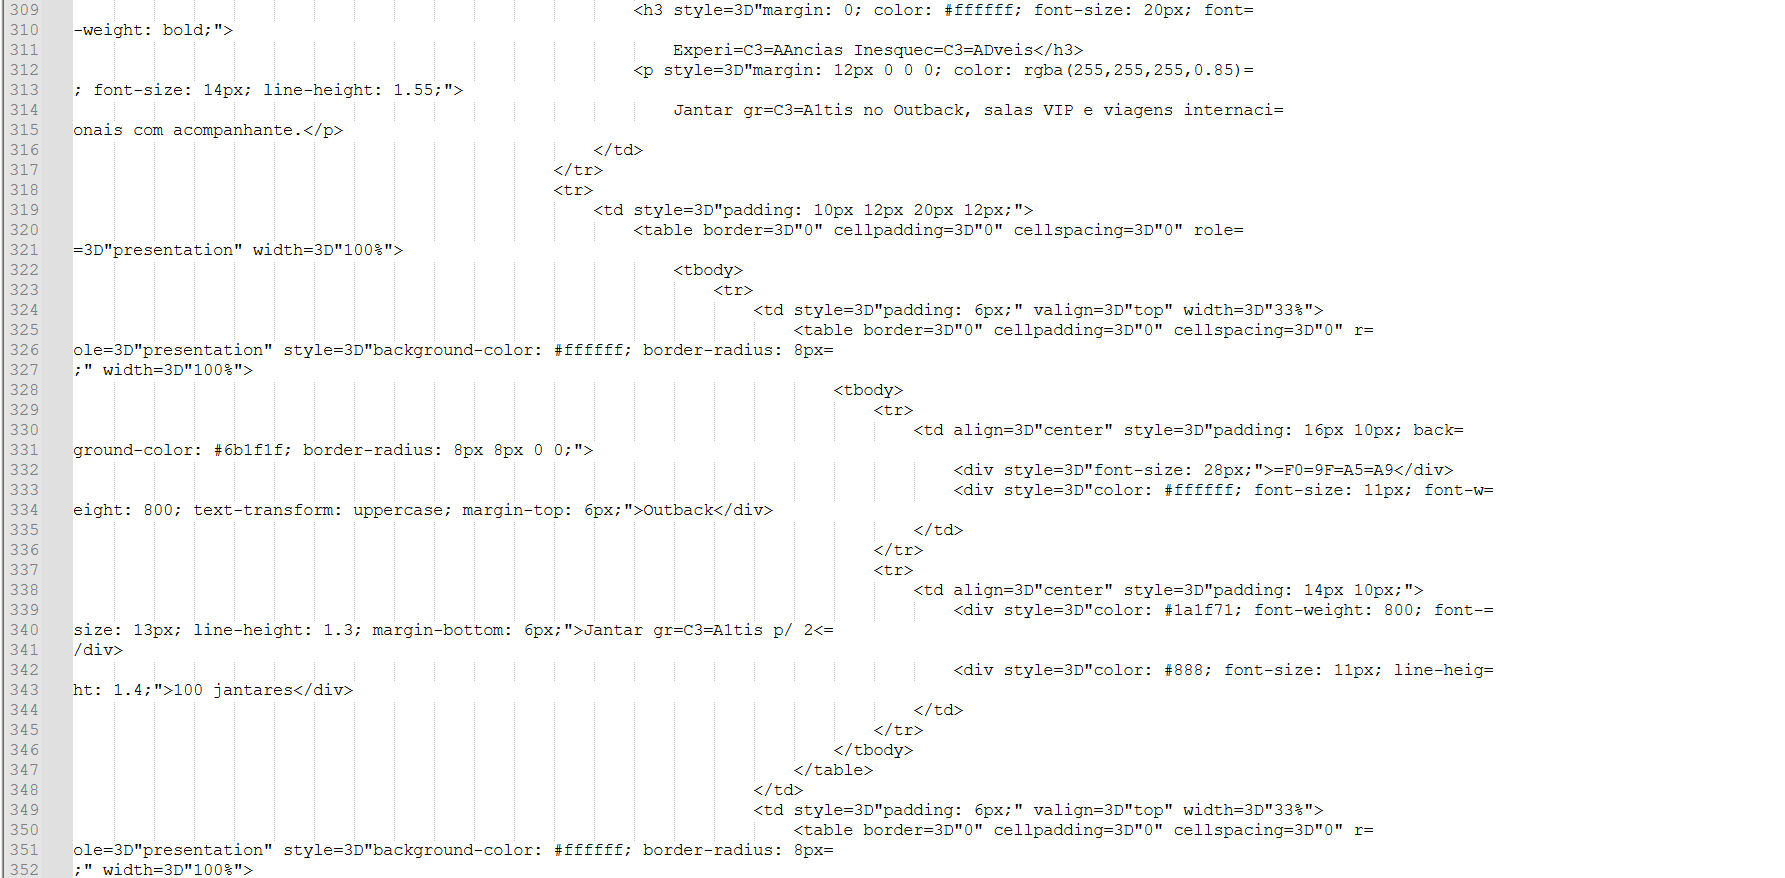 309 <h3 style=3D"margin: 0; color: #ffffff; font-size: 20px; font=
310 -weight: bold;">
311 Experi=C3=AAncias Inesquec=C3=ADveis</h3>
312 <p style=3D"margin: 12px 0 0 0; color: rgba(255,255,255,0.85)=
313 ; font-size: 14px; line-height: 1.55;">
314 Jantar gr=C3=A1tis no Outback, salas VIP e viagens internaci=
315 onais com acompanhante.</p>
316 </td>
317 </tr>
318 <tr>
319 <td style=3D"padding: 10px 12px 20px 12px;">
320 <table border=3D"0" cellpadding=3D"0" cellspacing=3D"0" role=
321 =3D"presentation" width=3D"100%">
322 <tbody>
323 <tr>
324 <td style=3D"padding: 6px;" valign=3D"top" width=3D"33%">
325 <table border=3D"0" cellpadding=3D"0" cellspacing=3D"0" r=
326 ole=3D"presentation" style=3D"background-color: #ffffff; border-radius: 8px=
327 ;" width=3D"100%">
328 <tbody>
329 <tr>
330 <td align=3D"center" style=3D"padding: 16px 10px; back=
331 ground-color: #6b1f1f; border-radius: 8px 8px 0 0;">
332 <div style=3D"font-size: 28px;">=F0=9F=A5=A9</div>
333 <div style=3D"color: #ffffff; font-size: 11px; font-w=
334 eight: 800; text-transform: uppercase; margin-top: 6px;">Outback</div>
335 </td>
336 </tr>
337 <tr>
338 <td align=3D"center" style=3D"padding: 14px 10px;">
339 <div style=3D"color: #1a1f71; font-weight: 800; font-=
340 size: 13px; line-height: 1.3; margin-bottom: 6px;">Jantar gr=C3=A1tis p/ 2<=
341 /div>
342 <div style=3D"color: #888; font-size: 11px; line-heig=
343 ht: 1.4;">100 jantares</div>
344 </td>
345 </tr>
346 </tbody>
347 </table>
348 </td>
349 <td style=3D"padding: 6px;" valign=3D"top" width=3D"33%">
350 <table border=3D"0" cellpadding=3D"0" cellspacing=3D"0" r=
351 ole=3D"presentation" style=3D"background-color: #ffffff; border-radius: 8px=
352 ;" width=3D"100%">